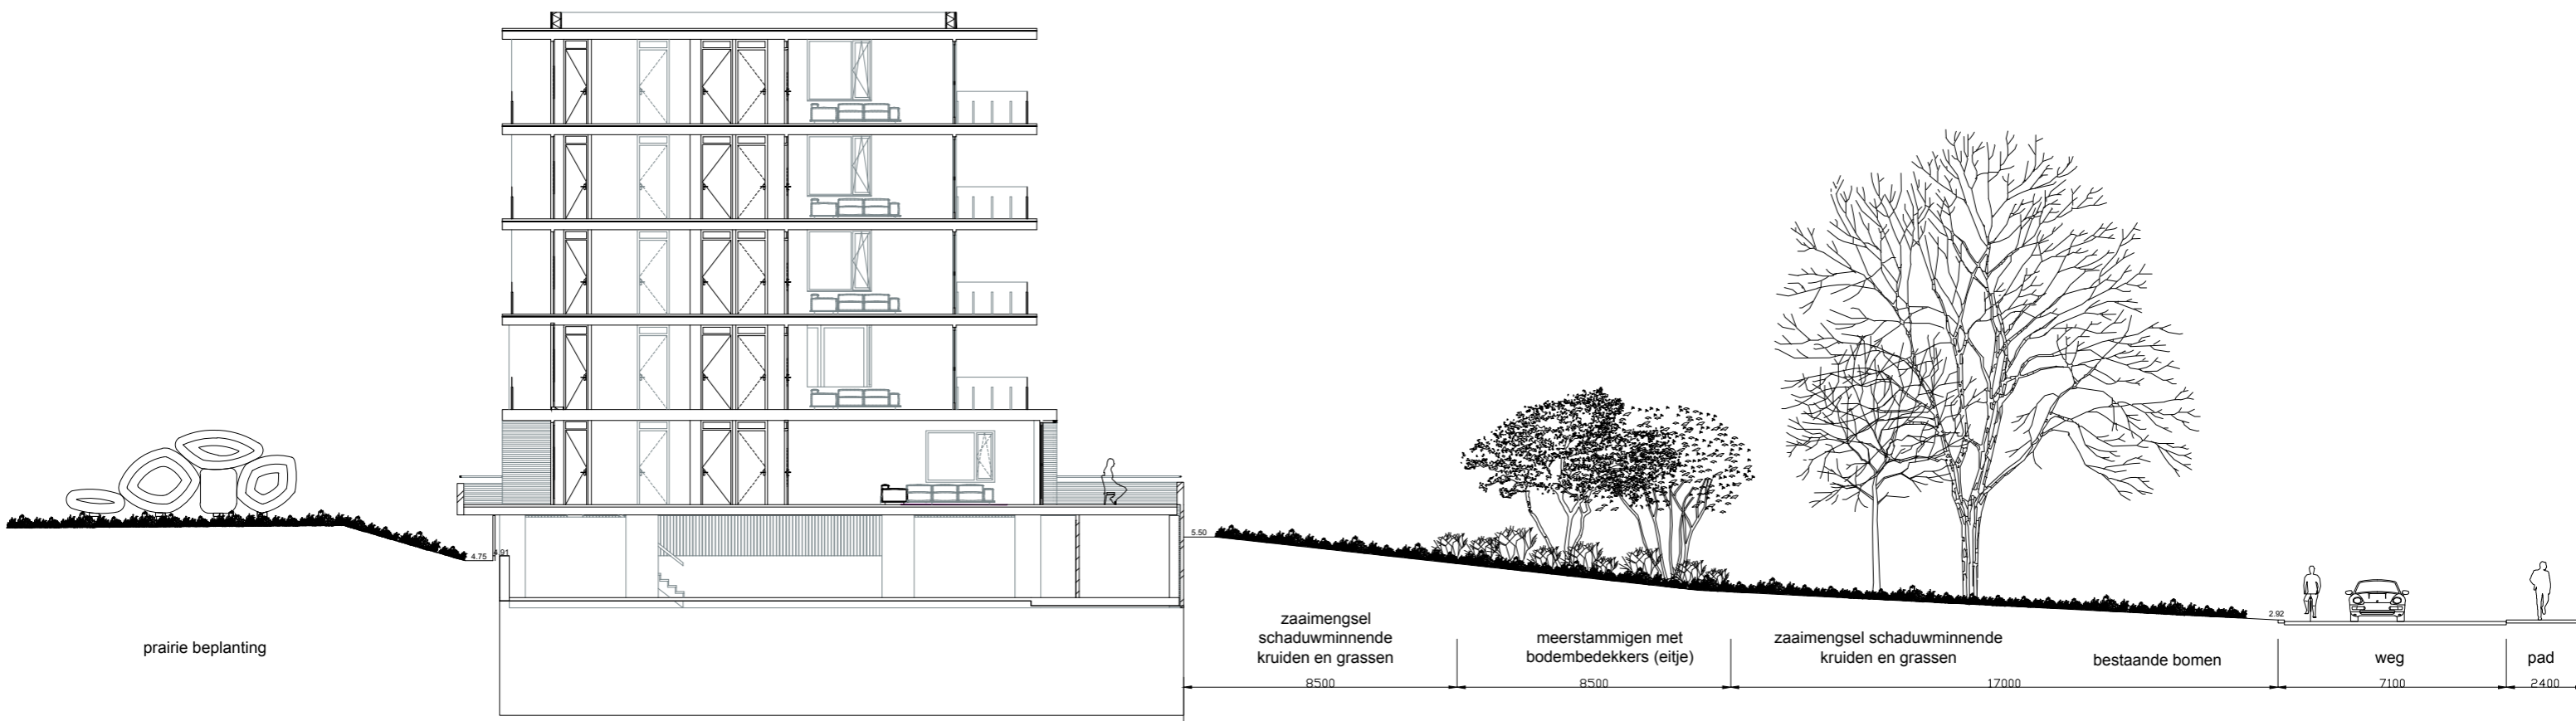 4.75
4.91
5.50
2.92
prairie beplanting
zaaimengsel
schaduwminnende
kruiden en grassen
meerstammigen met
bodembedekkers (eitje)
zaaimengsel schaduwminnende
kruiden en grassen
bestaande bomen
weg
pad
8500
8500
17000
7100
2400